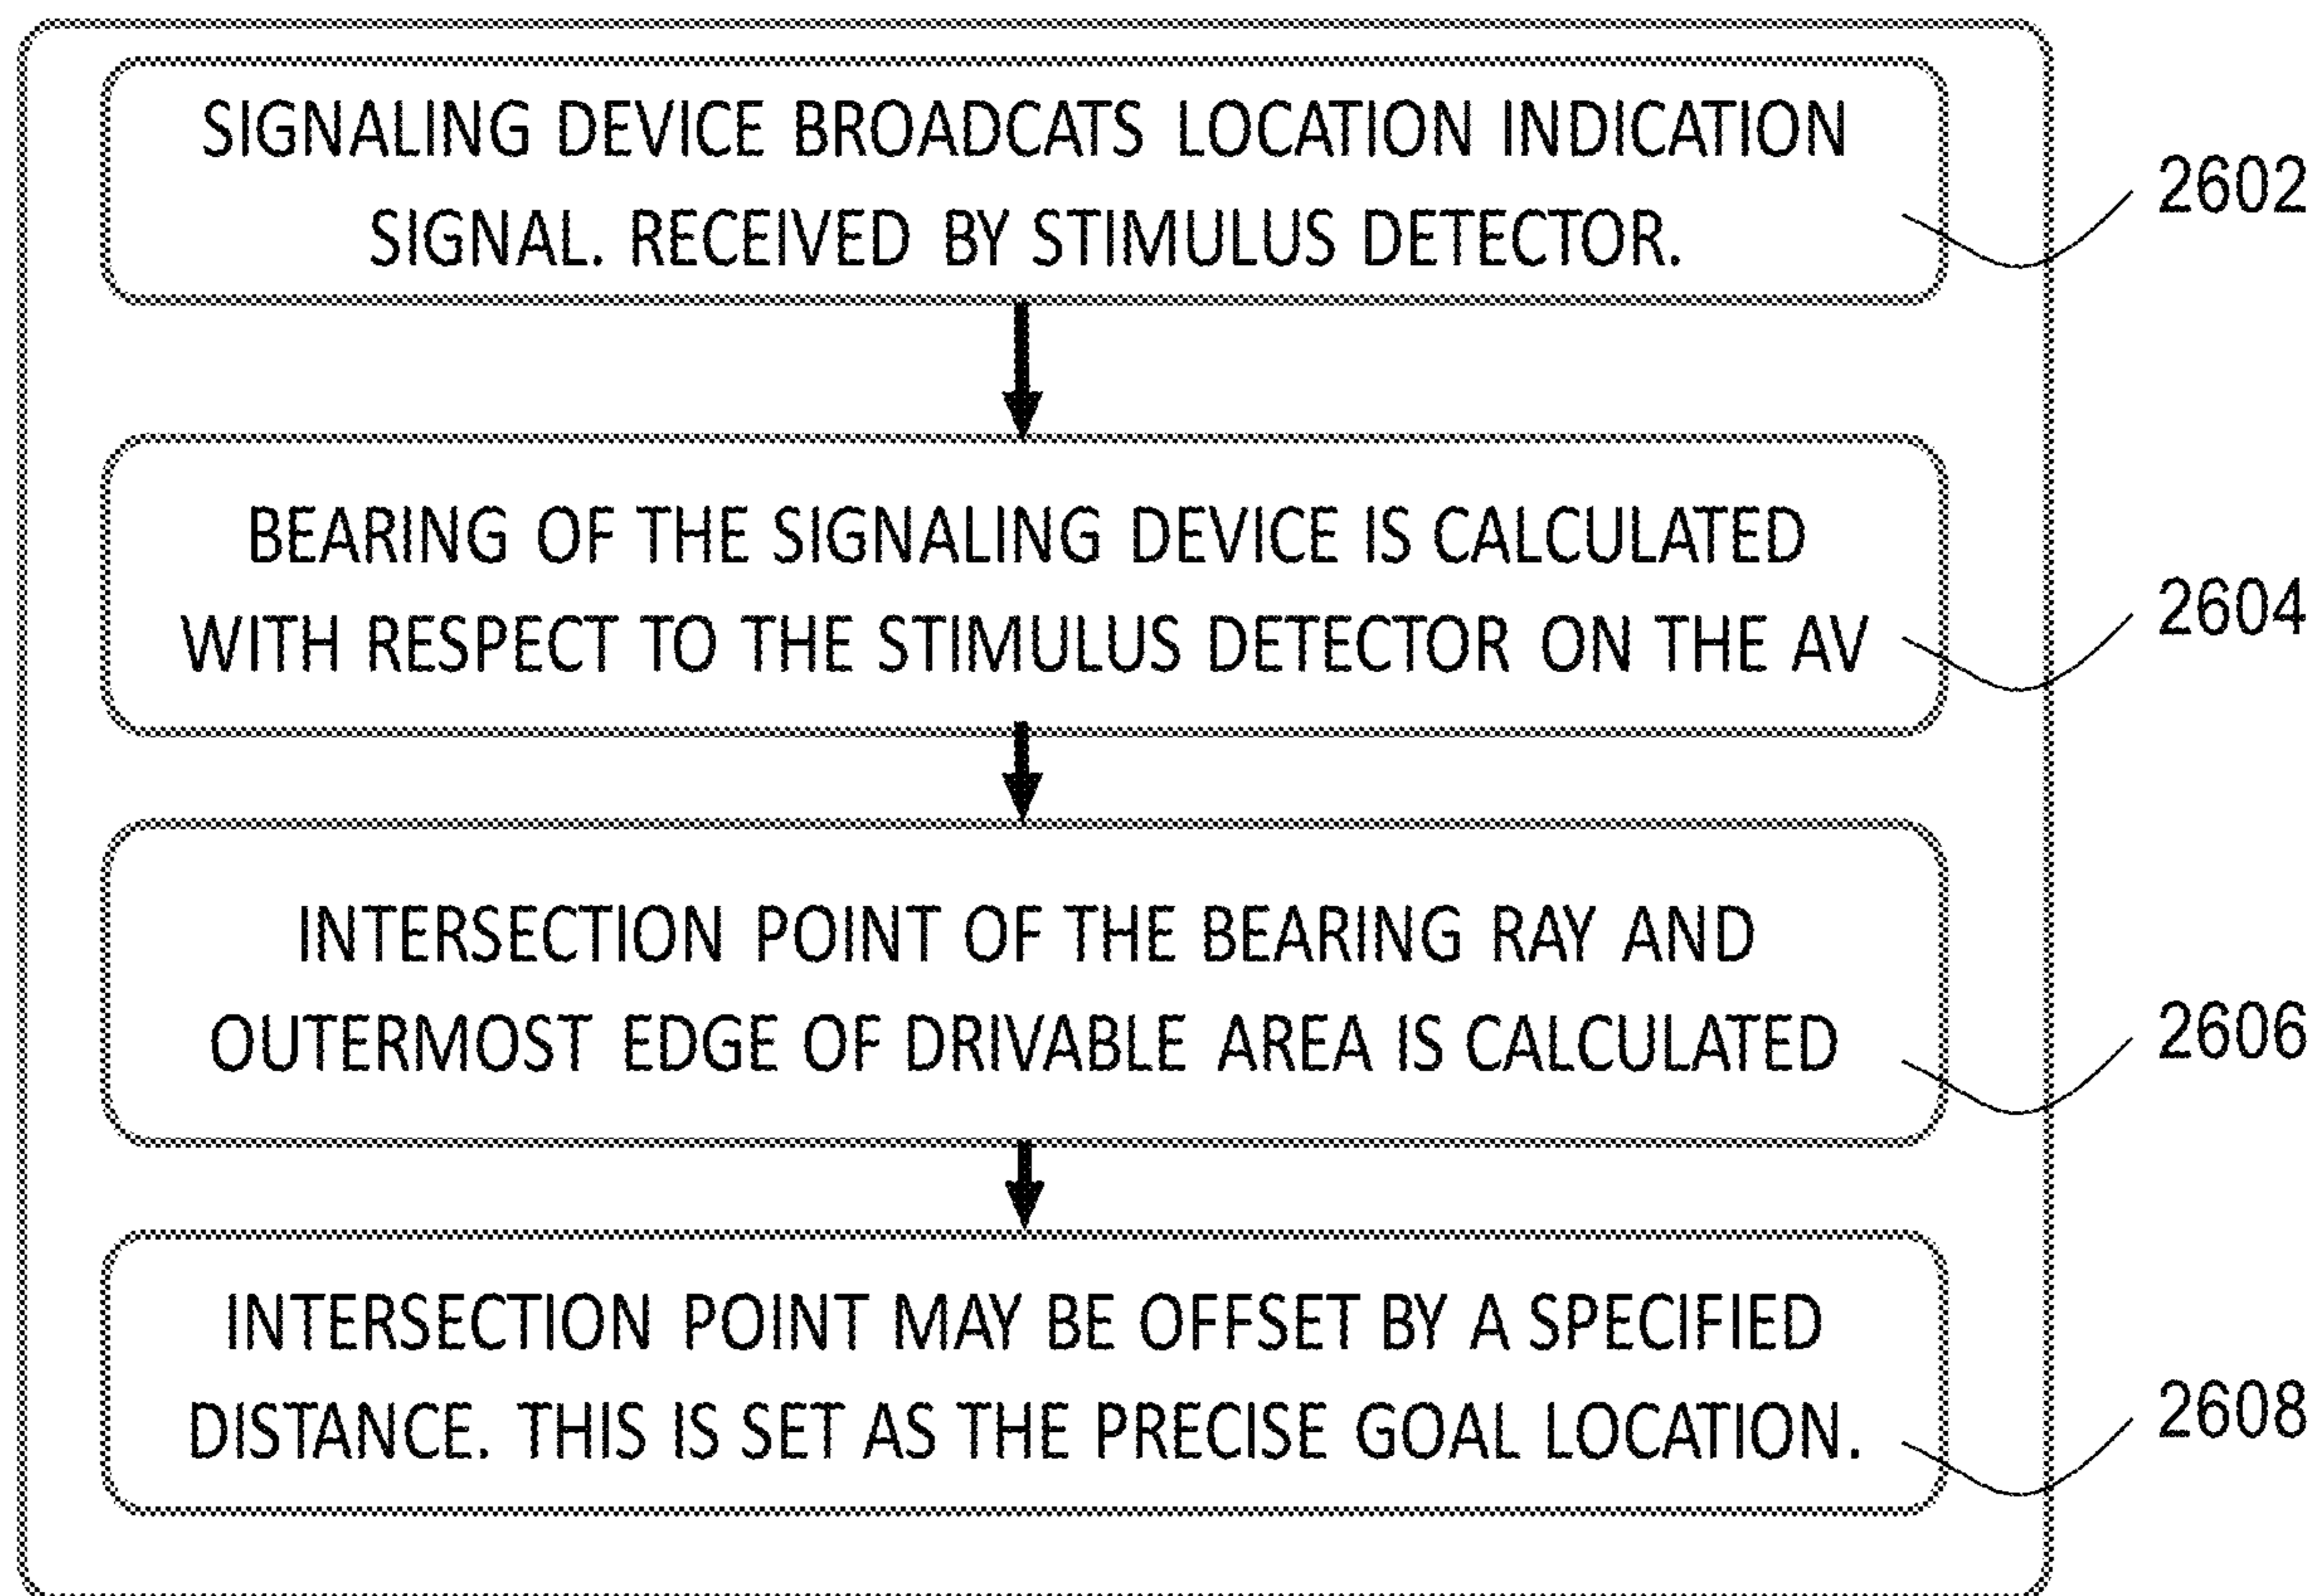 SIGNALING DEVICE BROADCATS LOCATION INDICATION
SIGNAL. RECEIVED BY STIMULUS DETECTOR.
2602
BEARING OF THE SIGNALING DEVICE IS CALCULATED
WITH RESPECT TO THE STIMULUS DETECTOR ON THE AV
2604
INTERSECTION POINT OF THE BEARING RAY AND
OUTERMOST EDGE OF DRIVABLE AREA IS CALCULATED
2606
INTERSECTION POINT MAY BE OFFSET BY A SPECIFIED
DISTANCE. THIS IS SET AS THE PRECISE GOAL LOCATION.
2608